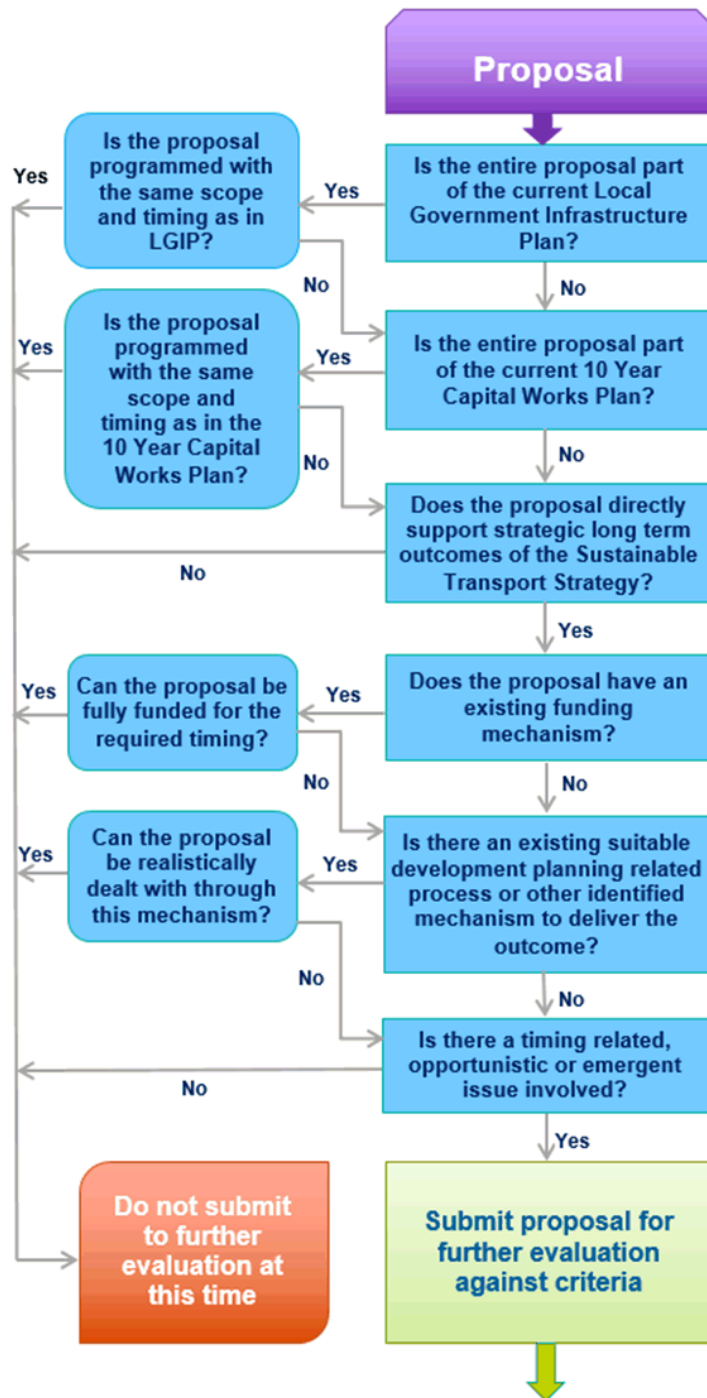 Proposal
Is the entire proposal part
of the current Local
Government Infrastructure
Plan?
Yes
Is the proposal
programmed with
the same scope
and timing as in
LGIP?
Yes
No
No
Is the entire proposal part
of the current 10 Year
Capital Works Plan?
Yes
Is the proposal
programmed
with the same
scope and
timing as in the
10 Year Capital
Works Plan?
Yes
No
No
Does the proposal directly
support strategic long term
outcomes of the Sustainable
Transport Strategy?
No
Yes
Does the proposal have an
existing funding
mechanism?
Yes
Can the proposal be
fully funded for the
required timing?
Yes
No
No
Is there an existing suitable
development planning related
process or other identified
mechanism to deliver the
outcome?
Yes
Can the proposal
be realistically
dealt with through
this mechanism?
Yes
No
No
Is there a timing related,
opportunistic or emergent
issue involved?
No
Yes
Do not submit
to further
evaluation at
this time
Submit proposal for
further evaluation
against criteria